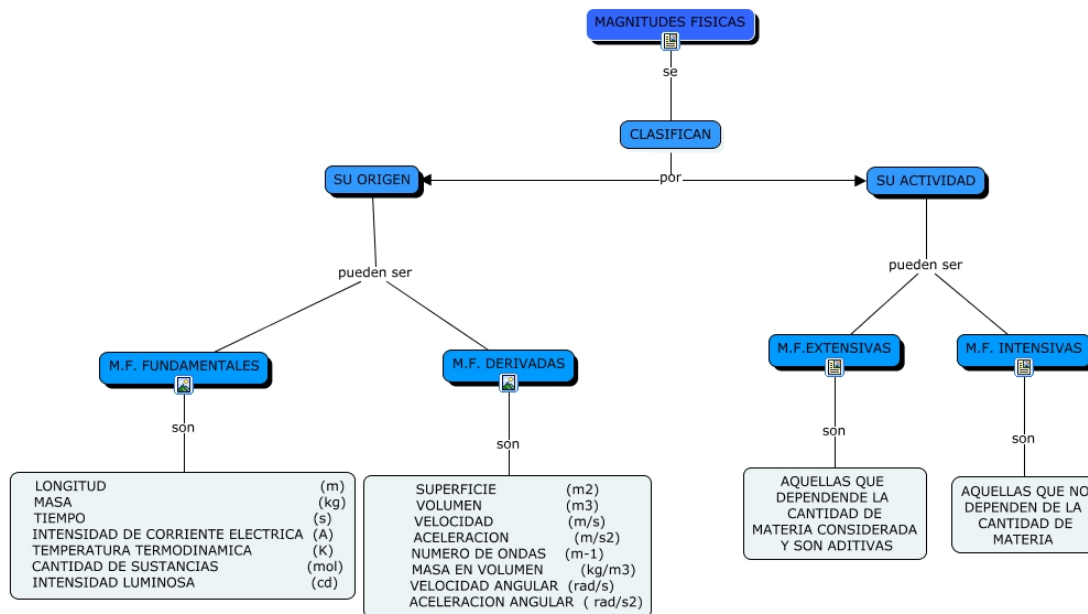 MAGNITUDES FISICAS
se
CLASIFICAN
por
SU ORIGEN
SU ACTIVIDAD
pueden ser
pueden ser
M.F. FUNDAMENTALES
M.F. DERIVADAS
M.F.EXTENSIVAS
M.F. INTENSIVAS
son
son
son
son
LONGITUD (m)
MASA (kg)
TIEMPO (s)
INTENSIDAD DE CORRIENTE ELECTRICA (A)
TEMPERATURA TERMODINAMICA (K)
CANTIDAD DE SUSTANCIAS (mol)
INTENSIDAD LUMINOSA (cd)
SUPERFICIE (m2)
VOLUMEN (m3)
VELOCIDAD (m/s)
ACELERACION (m/s2)
NUMERO DE ONDAS (m-1)
MASA EN VOLUMEN (kg/m3)
VELOCIDAD ANGULAR (rad/s)
ACELERACION ANGULAR ( rad/s2)
AQUELLAS QUE
DEPENDENDE LA
CANTIDAD DE
MATERIA CONSIDERADA
Y SON ADITIVAS
AQUELLAS QUE NO
DEPENDEN DE LA
CANTIDAD DE
MATERIA